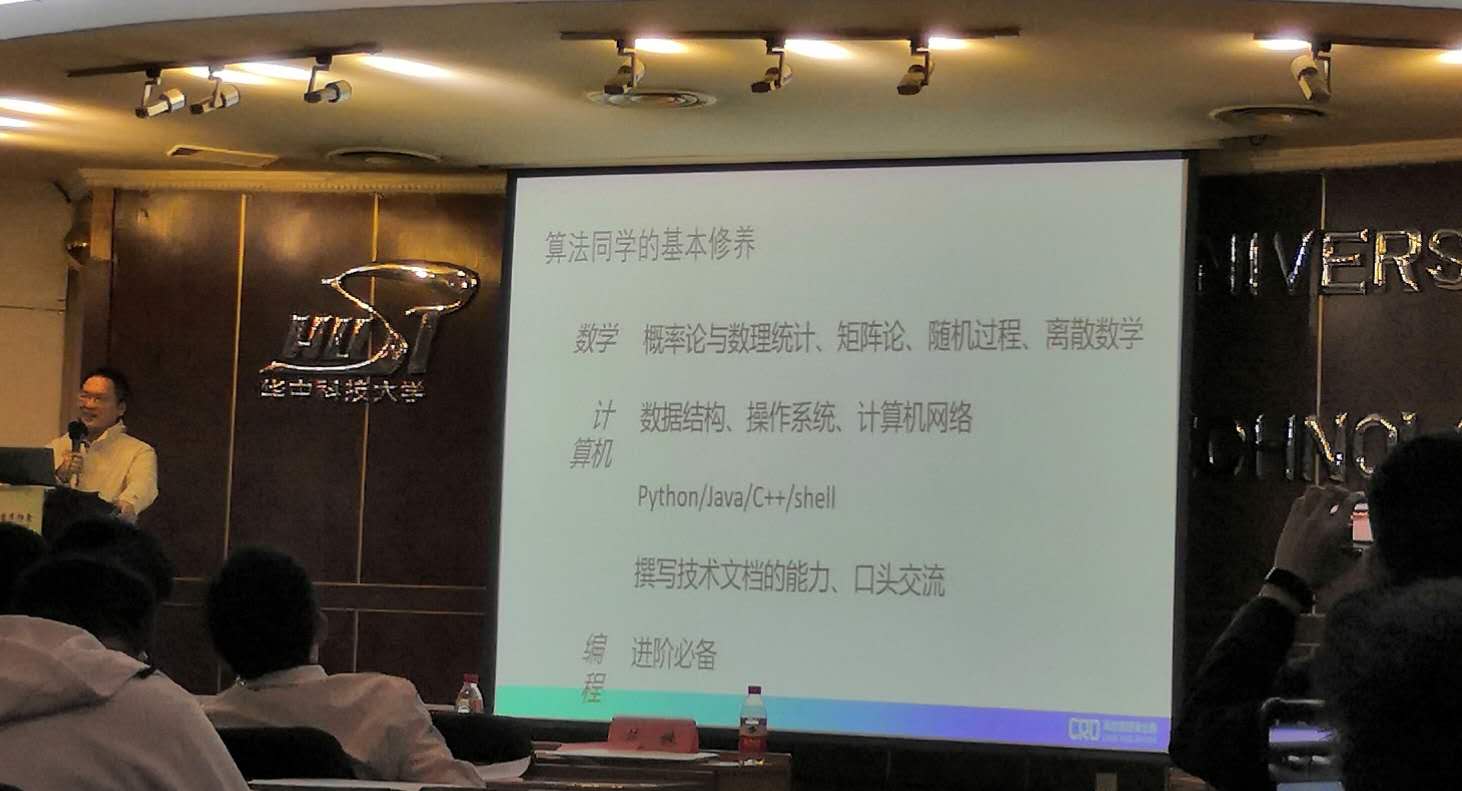 算法同学的基本修养
数学 概率论与数理统计、矩阵论、随机过程、离散数学
计 数据结构、操作系统、计算机网络
算机
Python/Java/C++/shell
撰写技术文档的能力、口头交流
编 进阶必备
程
CRO
HUST
华中科技大学
NIVERS
CHNOL